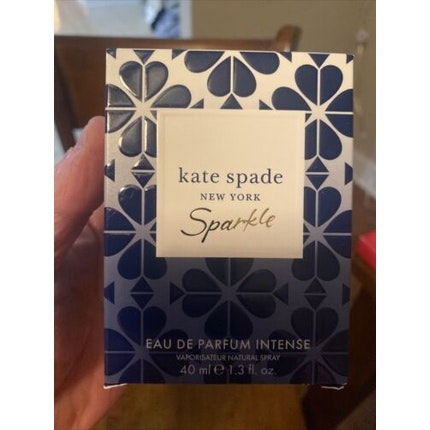 kate spade
NEW YORK
Sparkle
EAU DE PARFUM INTENSE
VAPORISATEUR NATURAL SPRAY
40 ml ℮ 1.3 fl. oz.